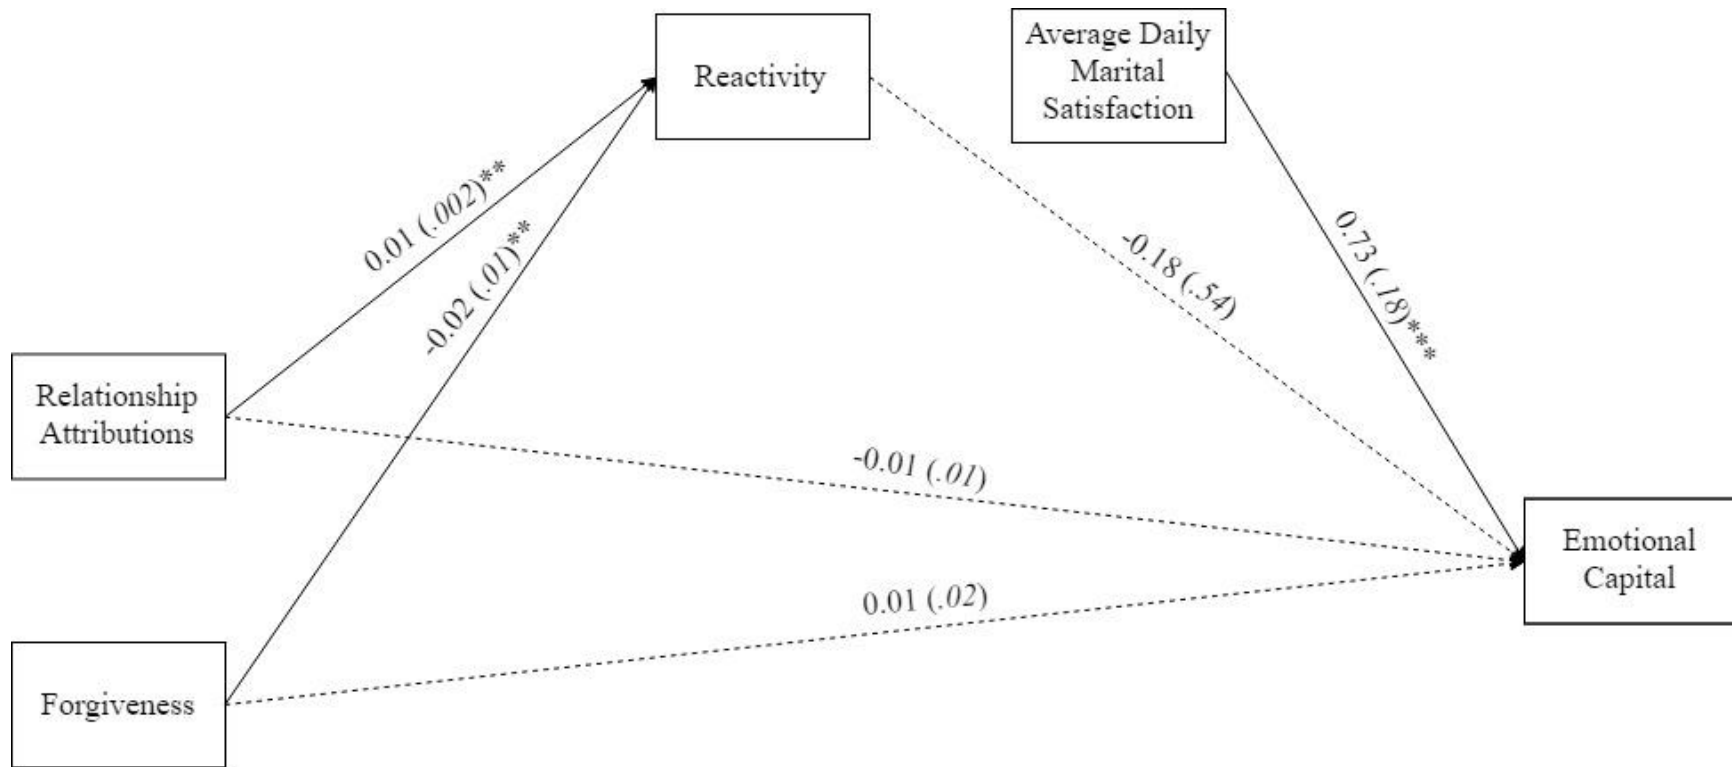 Reactivity
Average Daily
Marital
Satisfaction
0.01 (.002)**
-0.02 (.01)**
-0.18 (.54)
0.73 (.18)***
Relationship
Attributions
-0.01 (.01)
Emotional
Capital
0.01 (.02)
Forgiveness